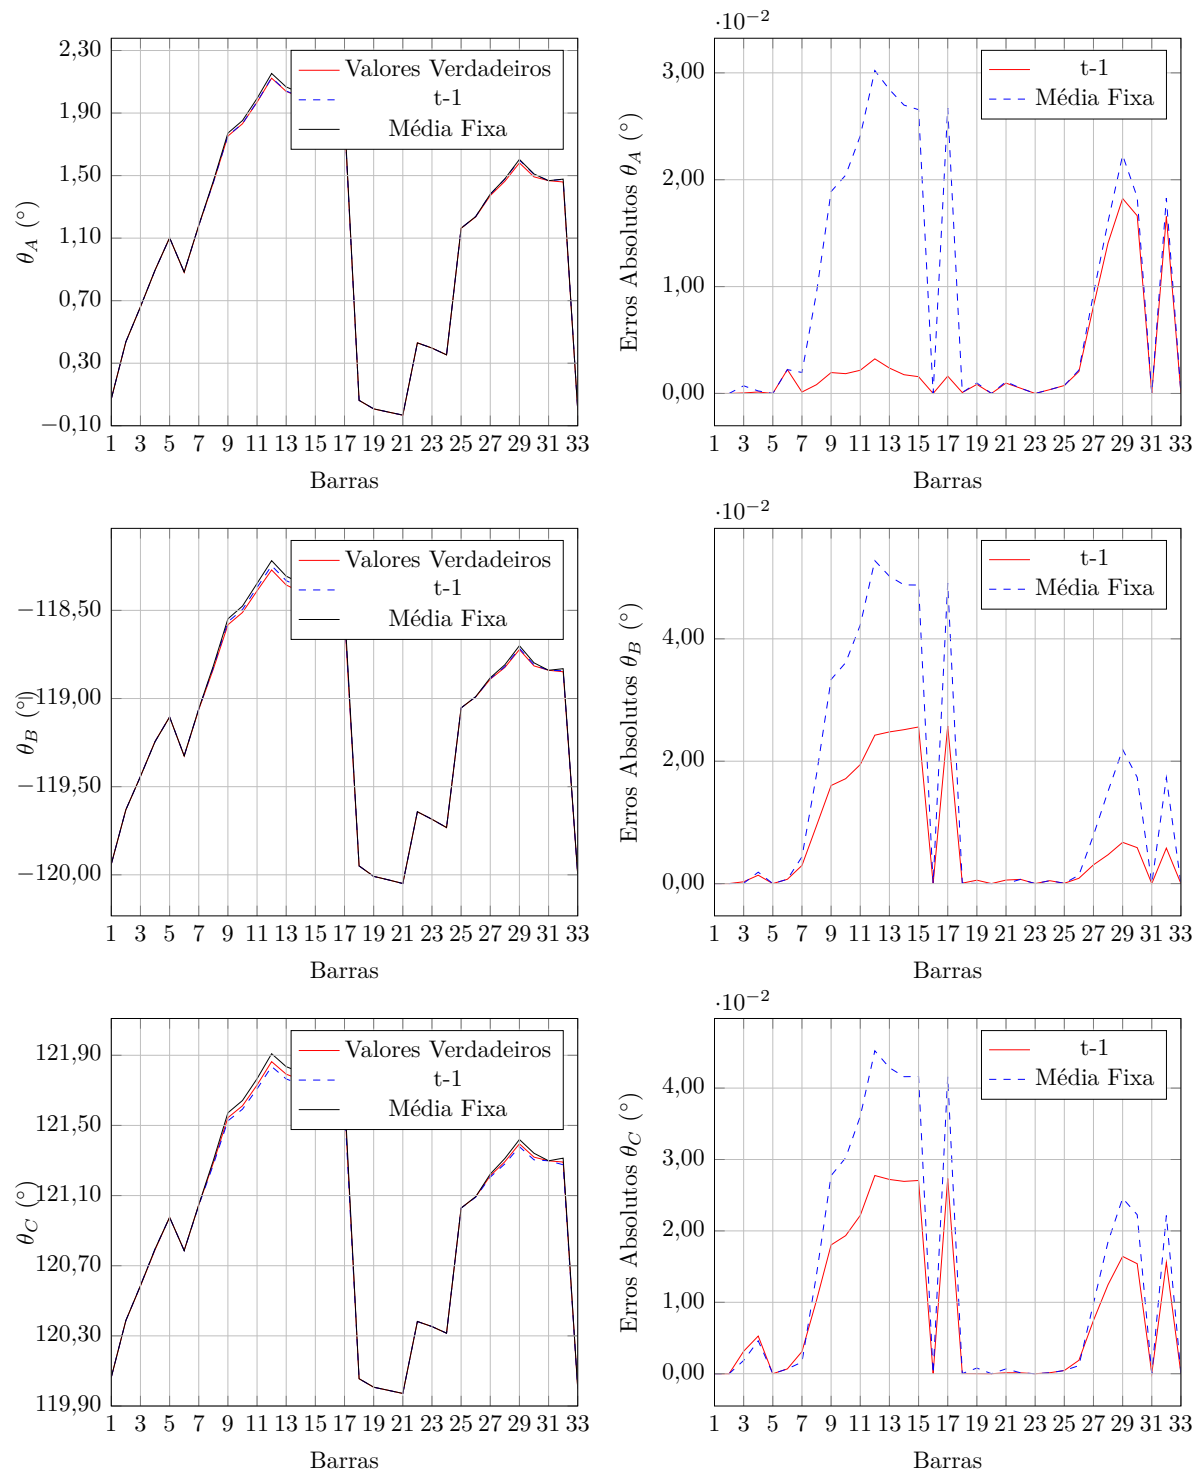 2,30
1,90
1,50
1,10
0,70
0,30
−0,10
θA (°)
Valores Verdadeiros
t-1
Média Fixa
1 3 5 7 9 11 13 15 17 19 21 23 25 27 29 31 33
Barras
·10−2
3,00
2,00
1,00
0,00
Erros Absolutos θA (°)
t-1
Média Fixa
1 3 5 7 9 11 13 15 17 19 21 23 25 27 29 31 33
Barras
−118,50
−119,00
−119,50
−120,00
θB (°)
Valores Verdadeiros
t-1
Média Fixa
1 3 5 7 9 11 13 15 17 19 21 23 25 27 29 31 33
Barras
·10−2
4,00
2,00
0,00
Erros Absolutos θB (°)
t-1
Média Fixa
1 3 5 7 9 11 13 15 17 19 21 23 25 27 29 31 33
Barras
121,90
121,50
121,10
120,70
120,30
119,90
θC (°)
Valores Verdadeiros
t-1
Média Fixa
1 3 5 7 9 11 13 15 17 19 21 23 25 27 29 31 33
Barras
·10−2
4,00
3,00
2,00
1,00
0,00
Erros Absolutos θC (°)
t-1
Média Fixa
1 3 5 7 9 11 13 15 17 19 21 23 25 27 29 31 33
Barras